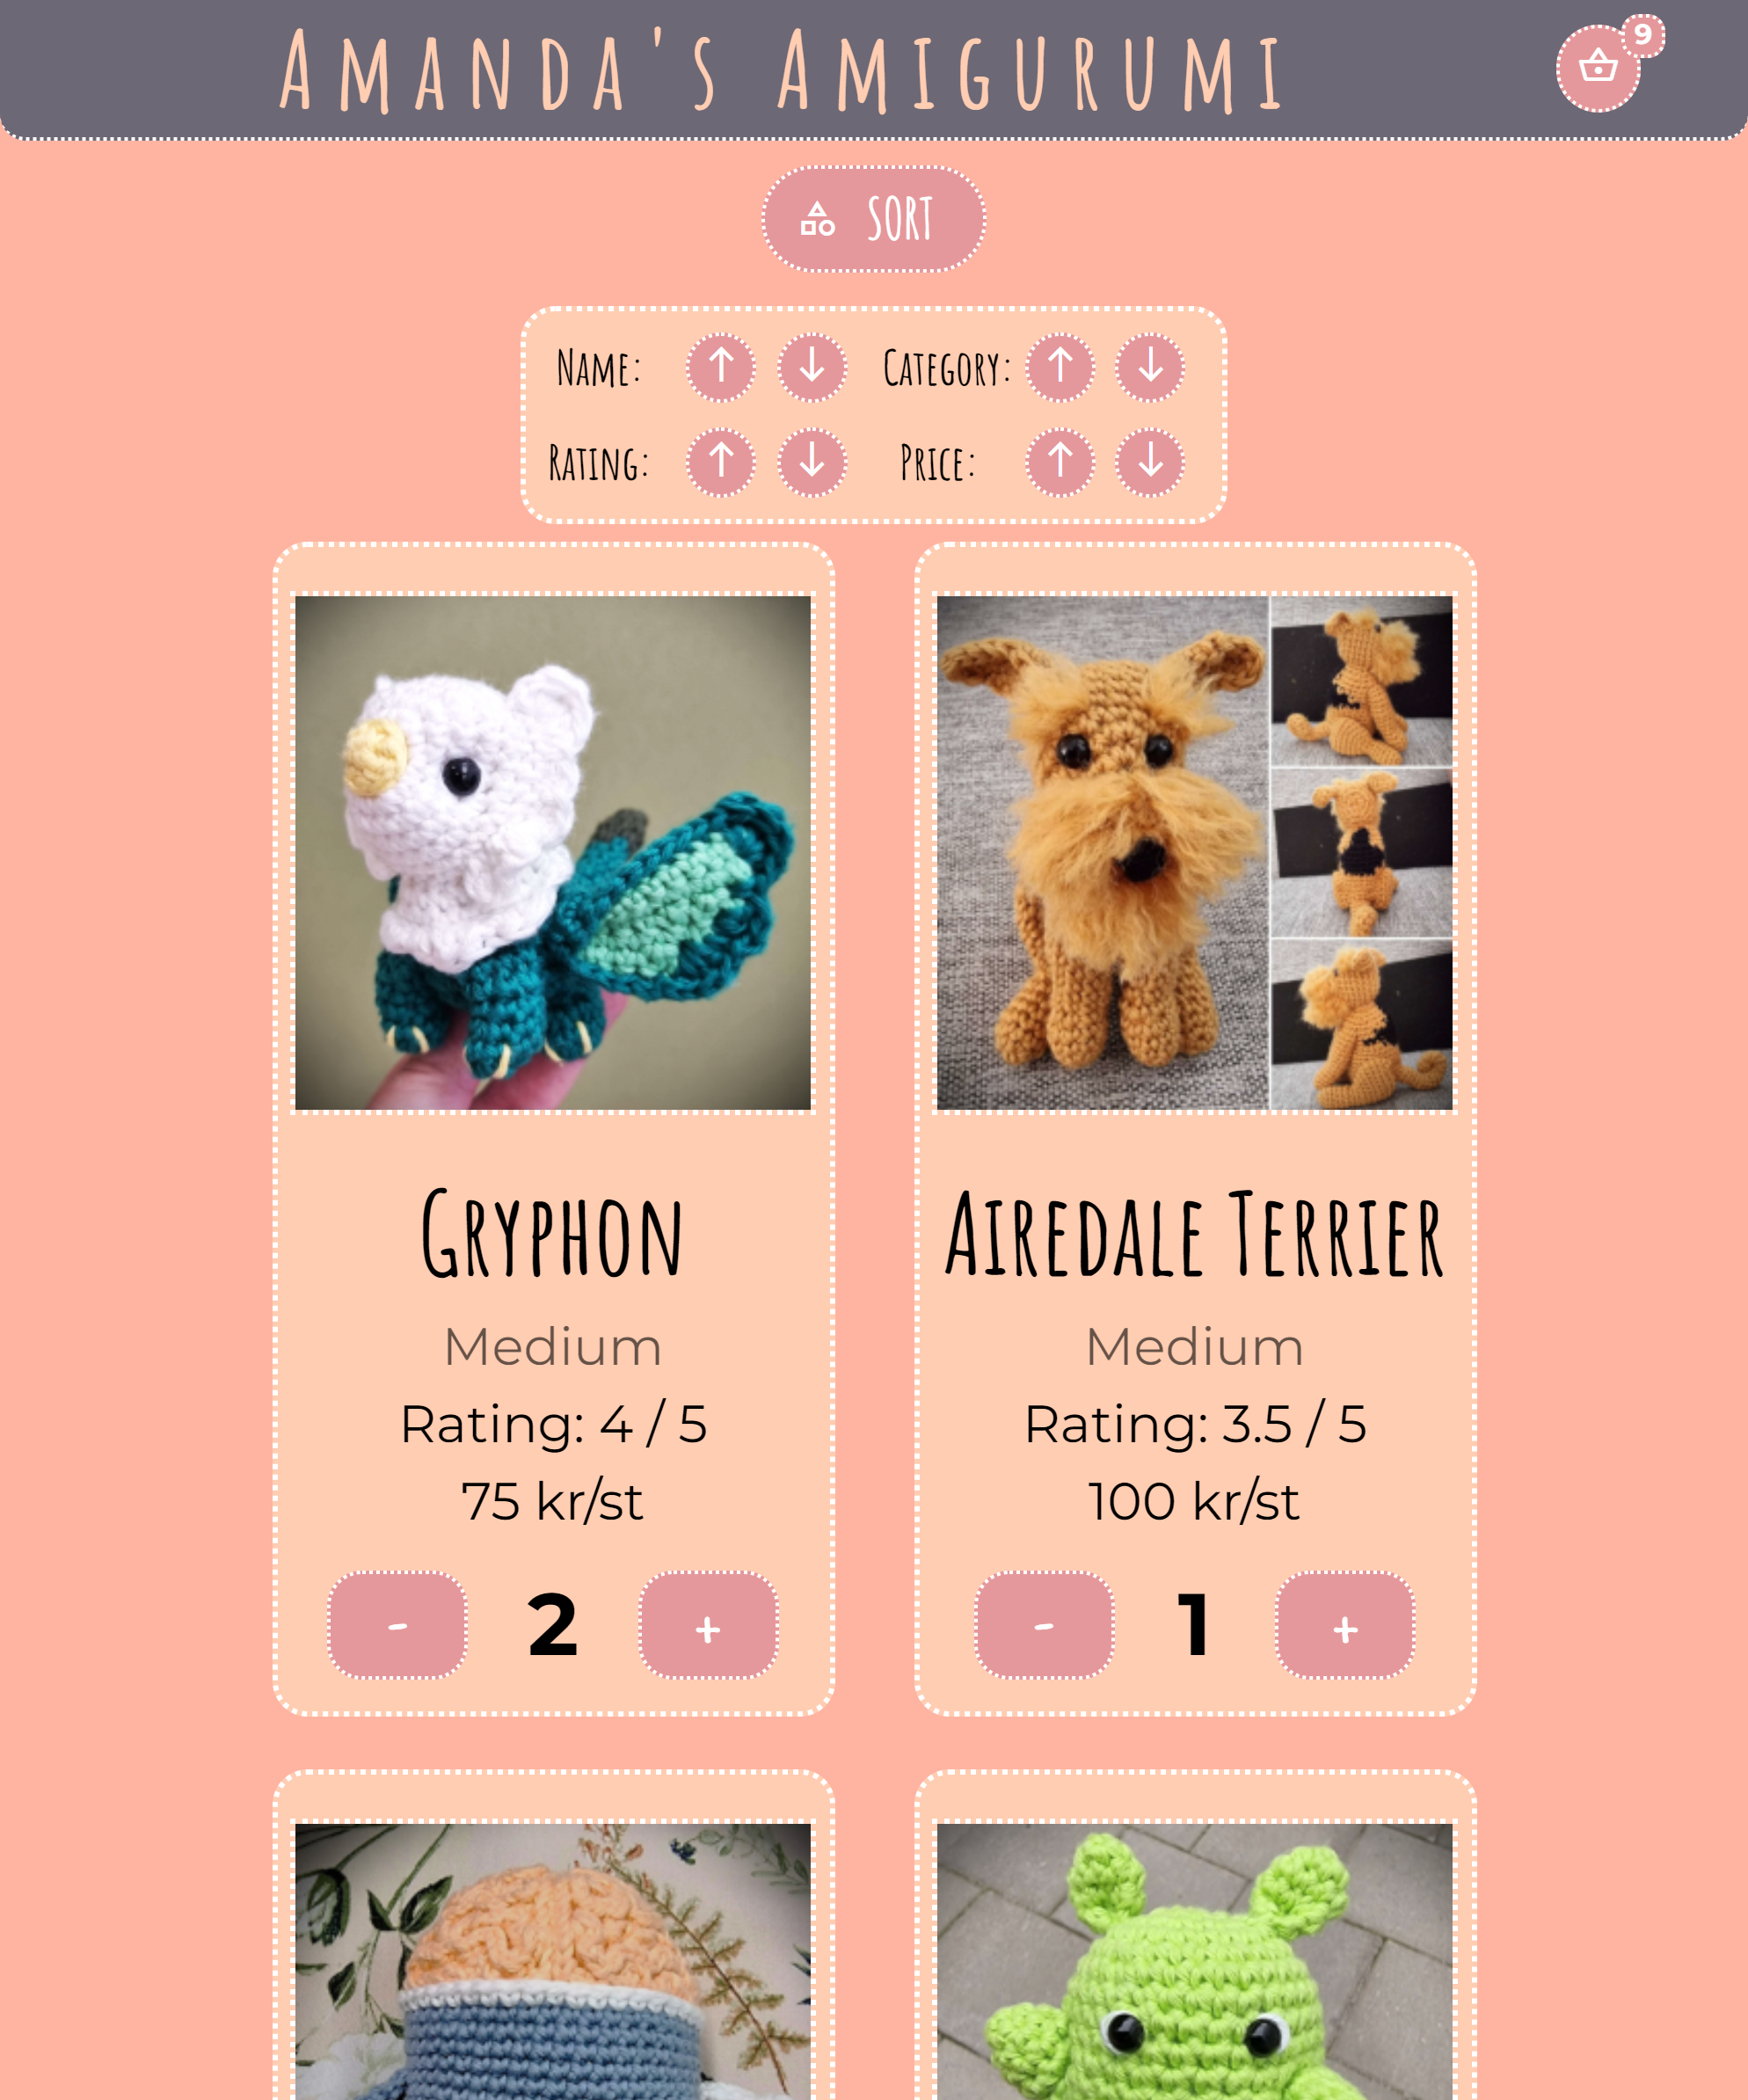 Amanda's Amigurumi
9
SORT
Name: ↑ ↓ Category: ↑ ↓
Rating: ↑ ↓ Price: ↑ ↓
Gryphon
Medium
Rating: 4 / 5
75 kr/st
- 2 +
Airedale Terrier
Medium
Rating: 3.5 / 5
100 kr/st
- 1 +